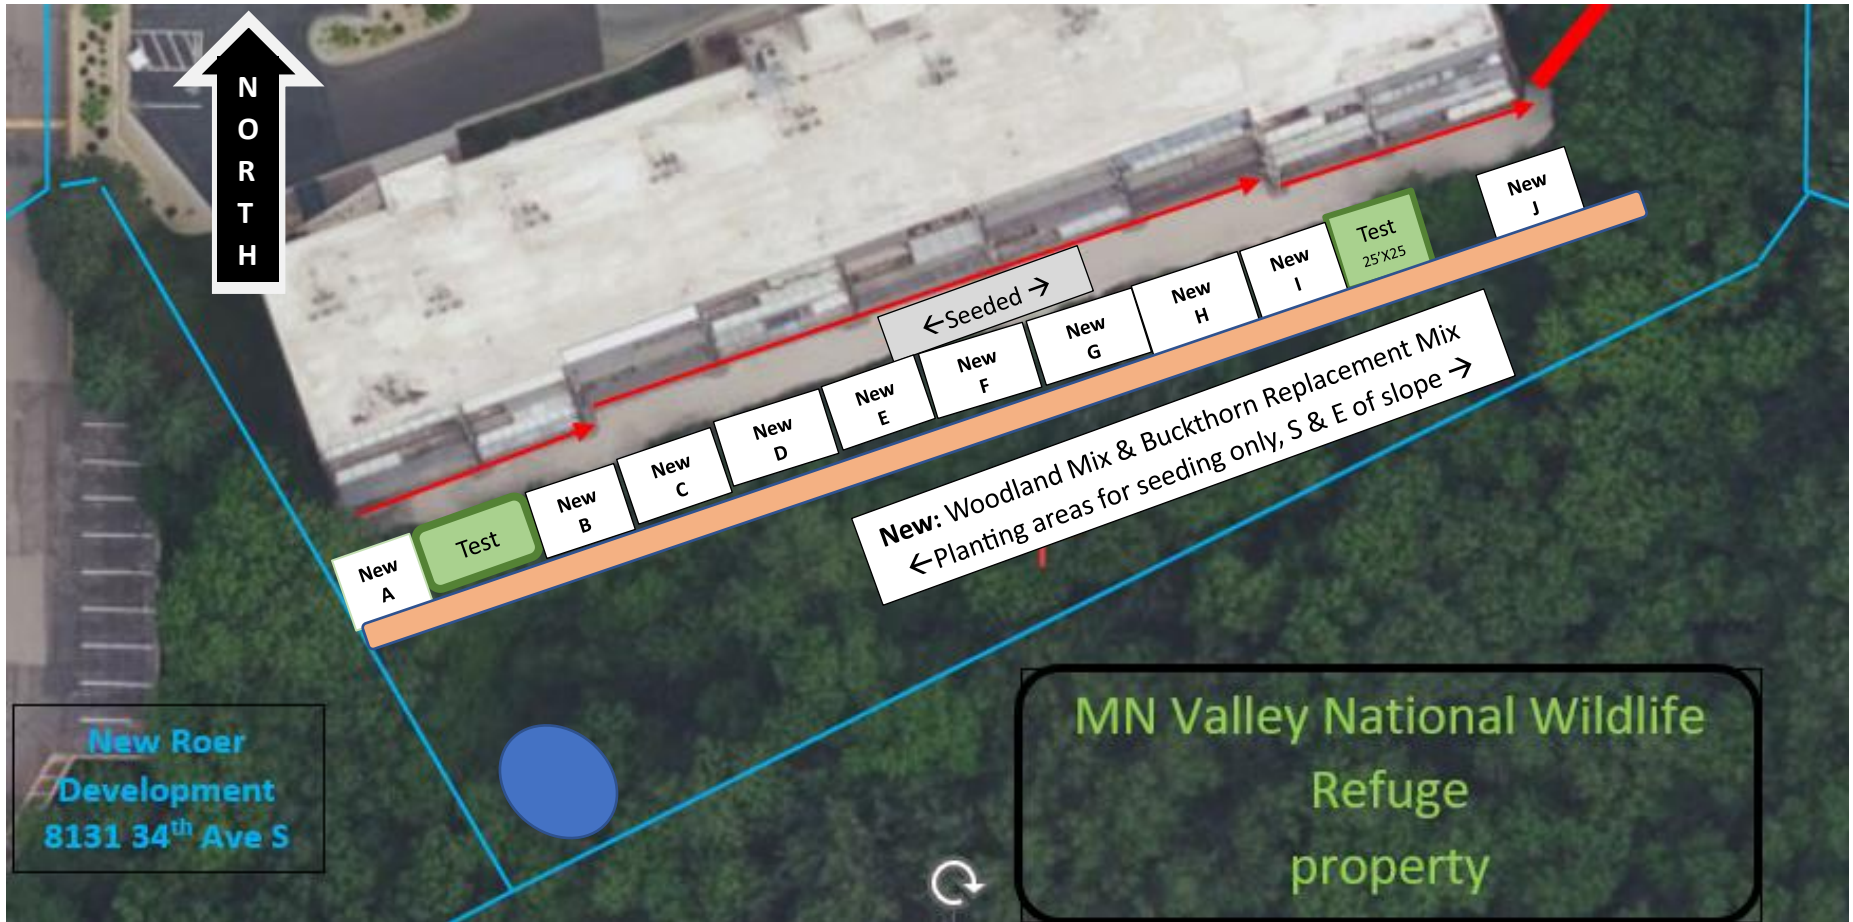 N
O
R
T
H
New
J
Test
25'X25
New
I
New
H
←Seeded →
New
G
New
F
New
E
New
D
New
C
New
B
Test
New
A
New: Woodland Mix & Buckthorn Replacement Mix
←Planting areas for seeding only, S & E of slope →
New Roer
Development
8131 34th Ave S
MN Valley National Wildlife
Refuge
property